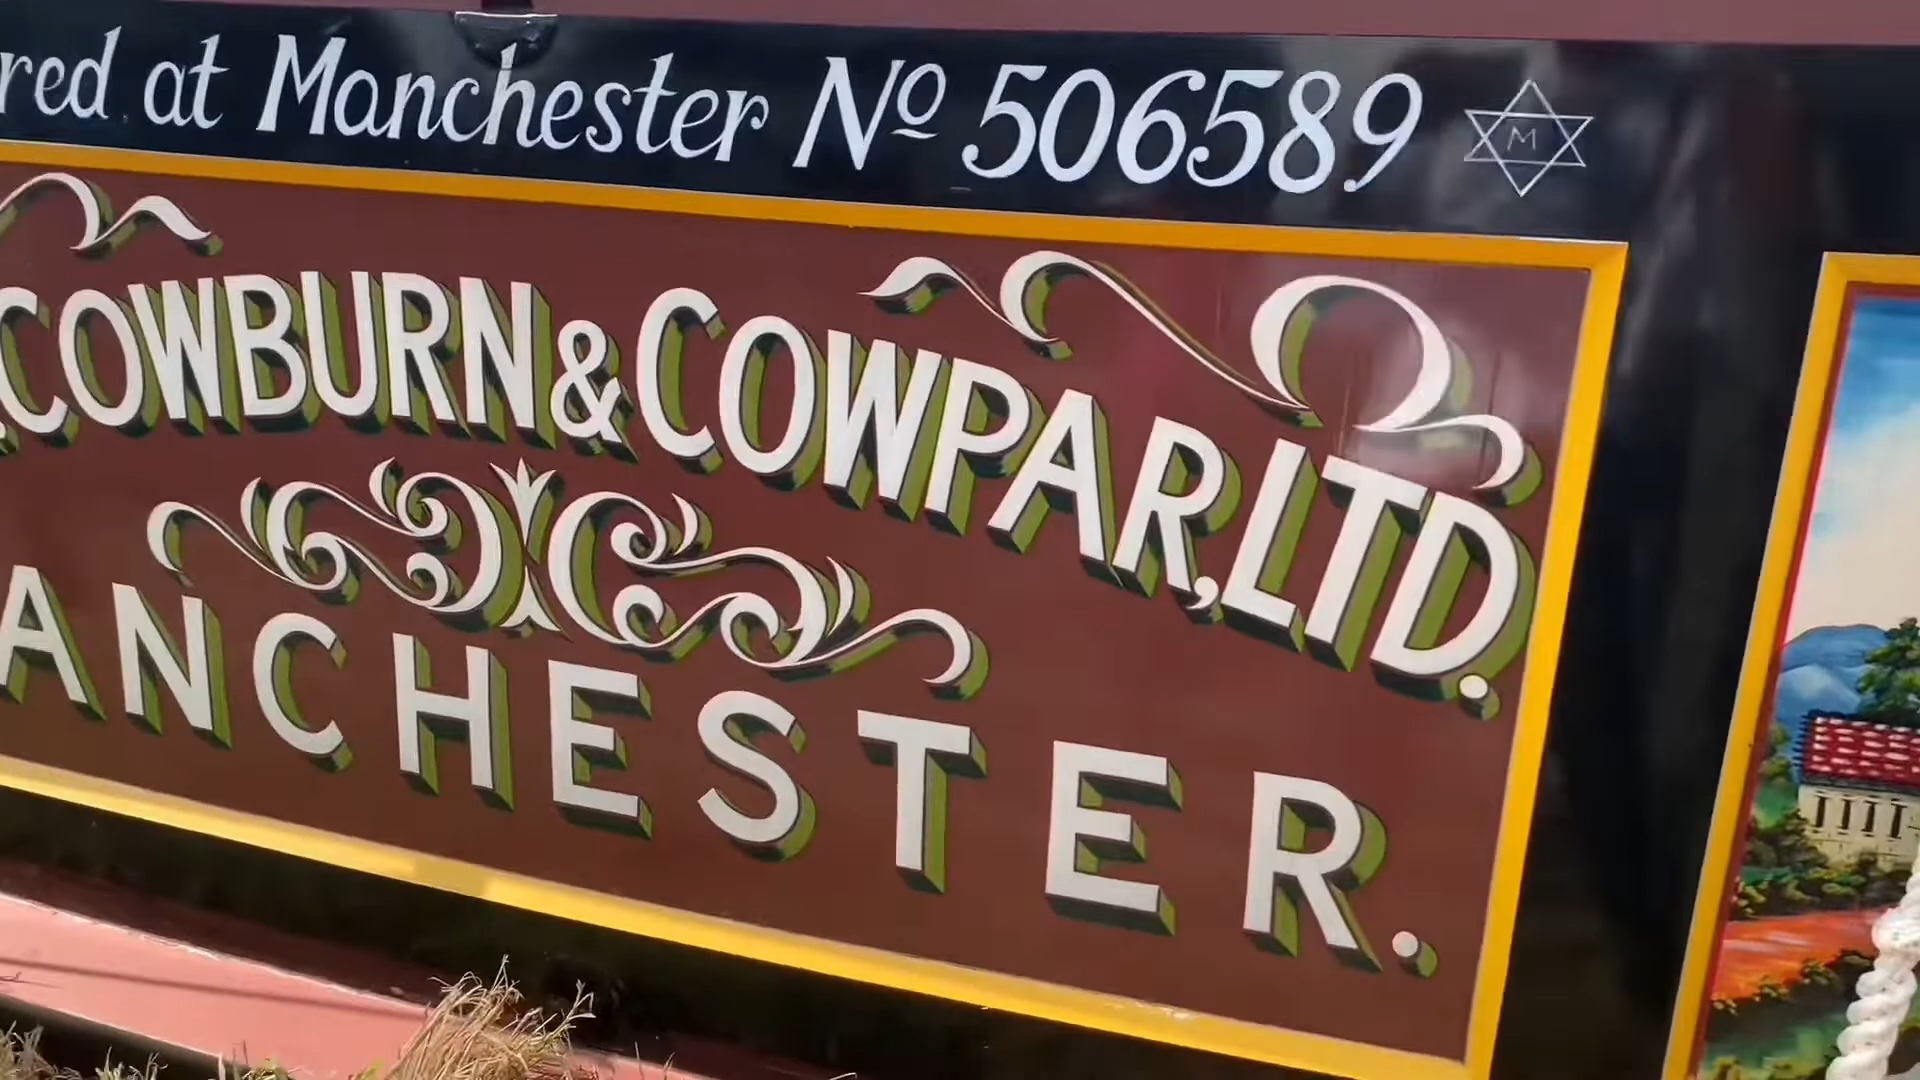 red at Manchester Nº 506589 M
COWBURN & COWPAR, LTD.
ANCHESTER.